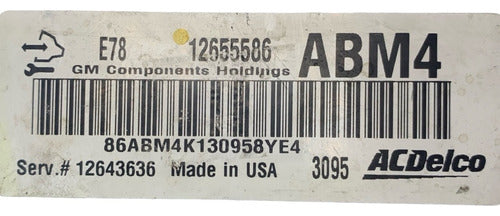 E78 12655586 ABM4
GM Components Holdings
86ABM4K130958YE4
Serv.# 12643636 Made in USA 3095 ACDelco